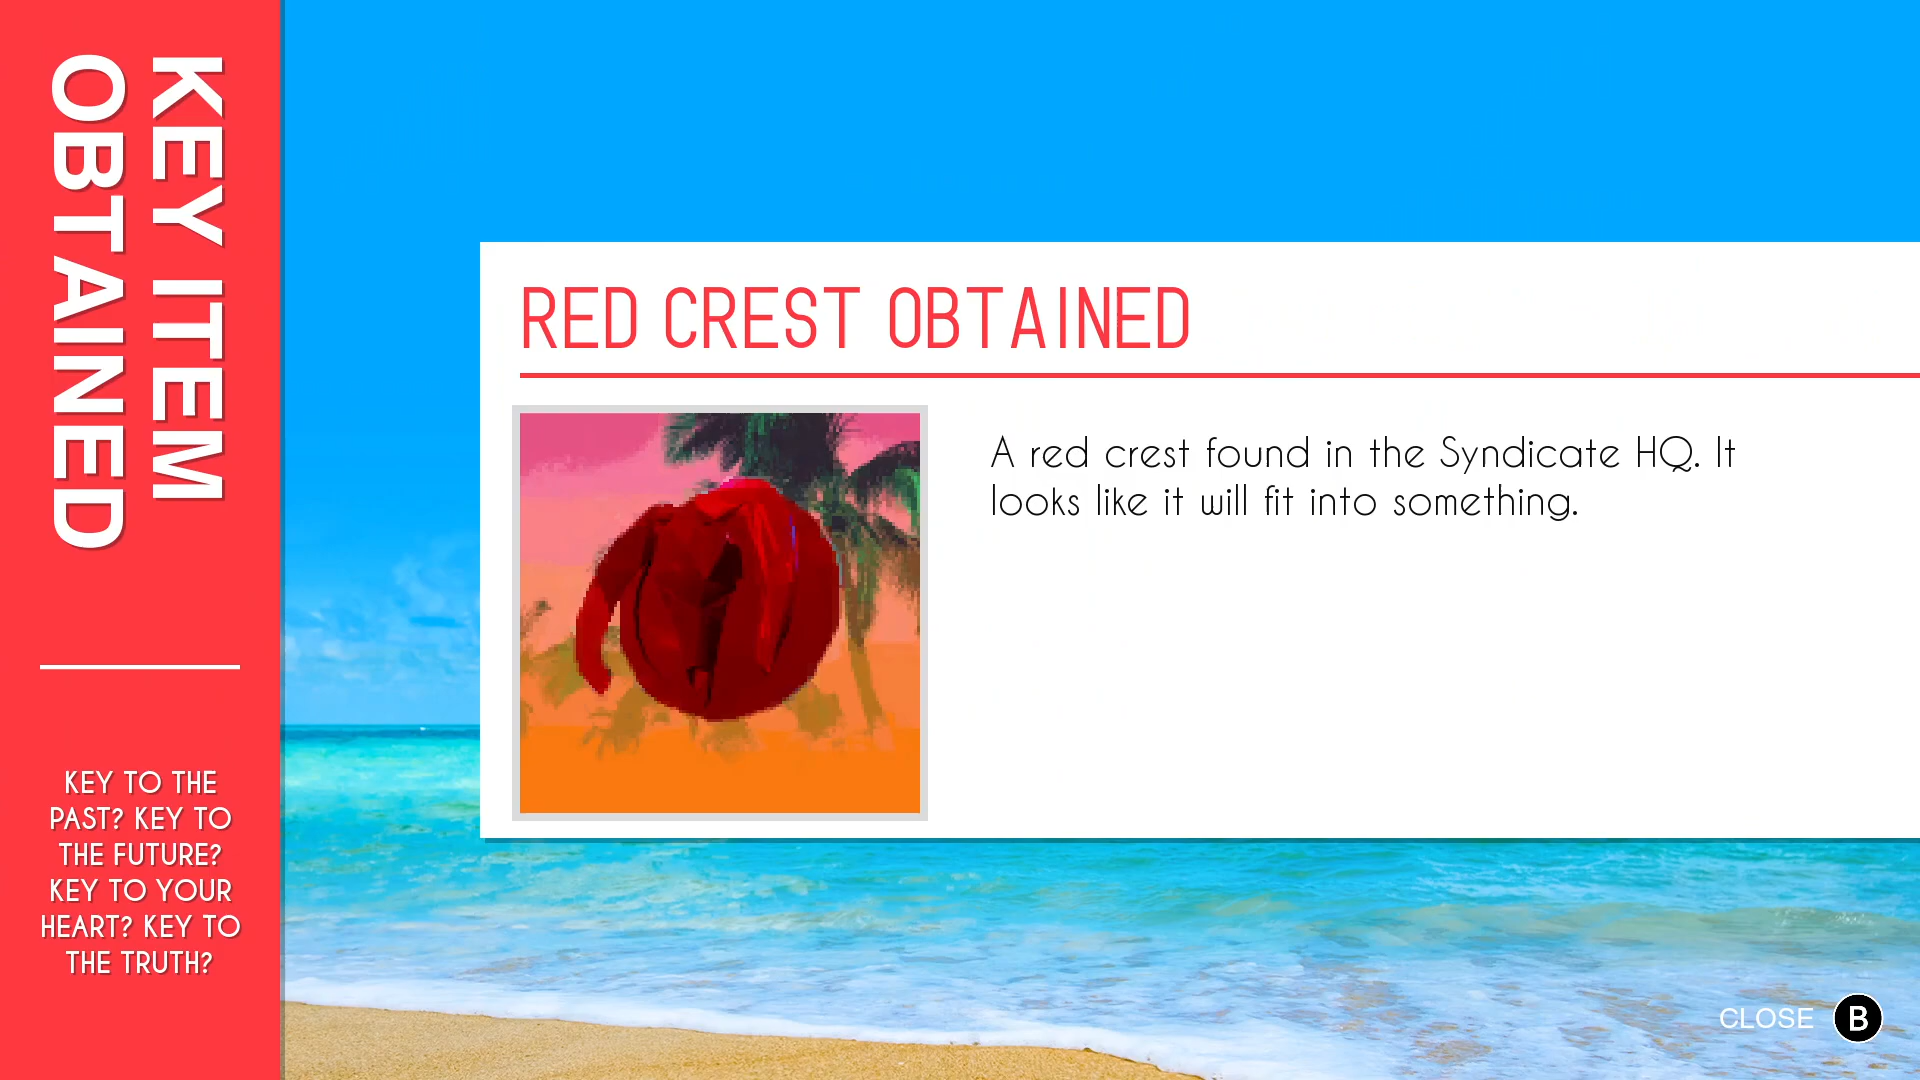 KEY ITEM
OBTAINED
KEY TO THE
PAST? KEY TO
THE FUTURE?
KEY TO YOUR
HEART? KEY TO
THE TRUTH?
RED CREST OBTAINED
A red crest found in the Syndicate HQ. It
looks like it will fit into something.
CLOSE B